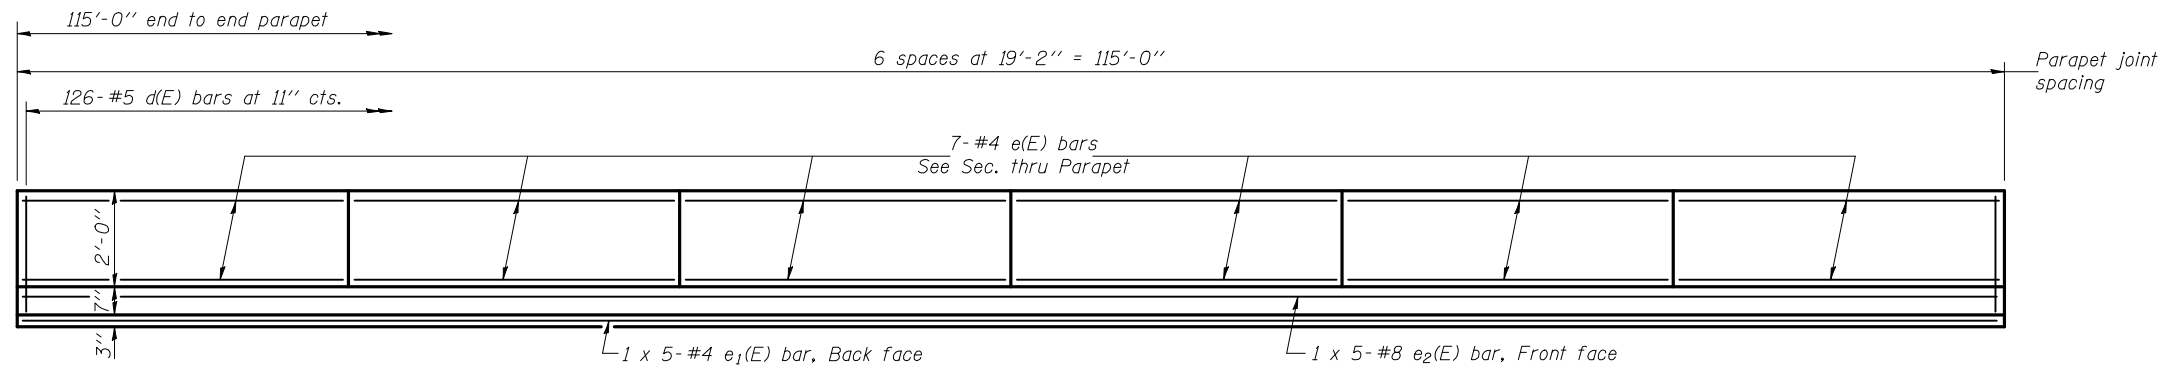 115'-0'' end to end parapet
6 spaces at 19'-2'' = 115'-0''
Parapet joint
spacing
126-#5 d(E) bars at 11'' cts.
7-#4 e(E) bars
See Sec. thru Parapet
2'-0''
7''
3''
1 x 5-#4 e₁(E) bar, Back face
1 x 5-#8 e₂(E) bar, Front face